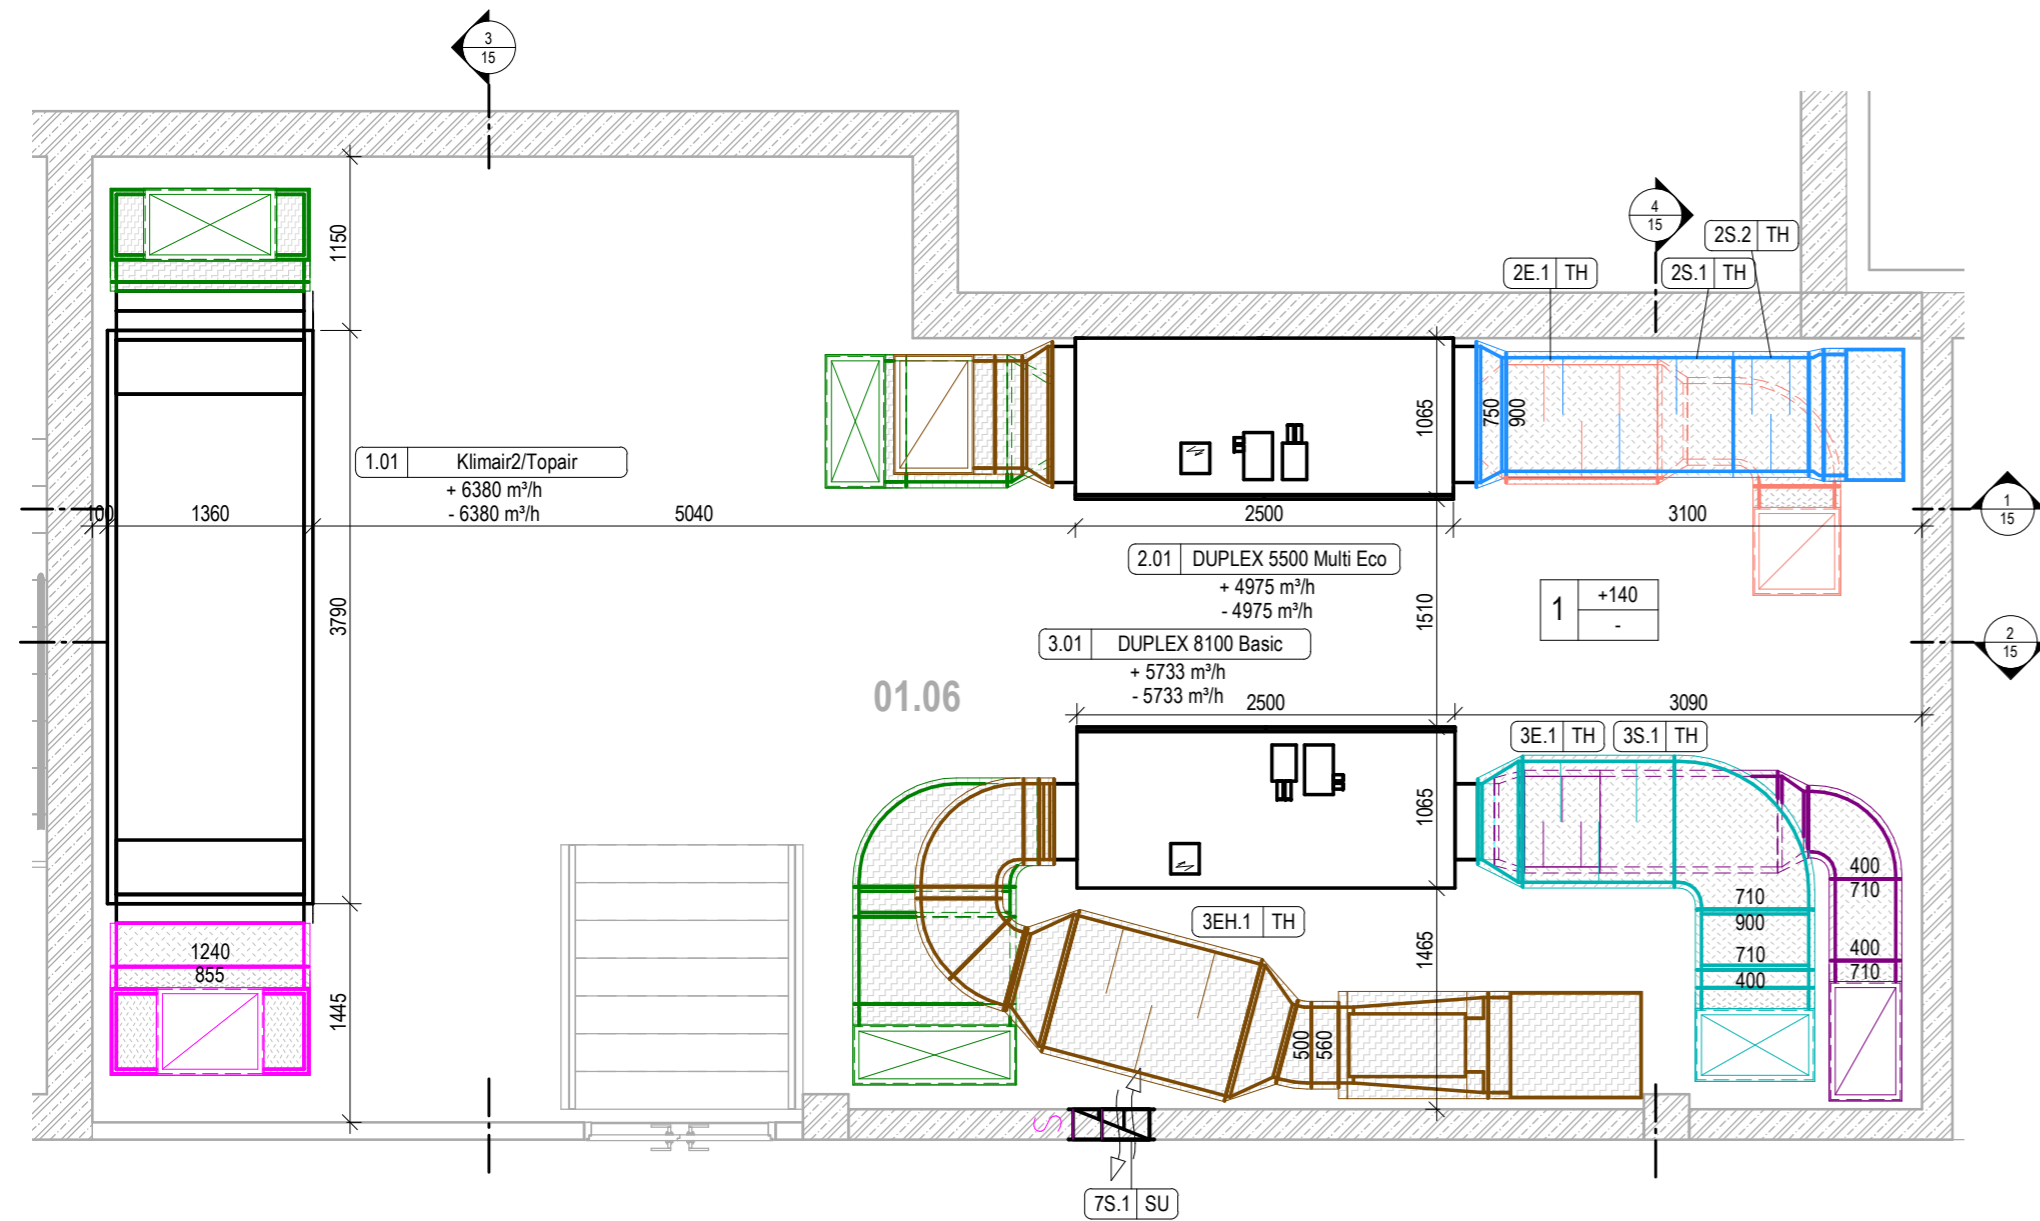 3
15
4
15
2S.2 TH
2E.1 TH
2S.1 TH
1150
1065
750
900
1.01 Klimair2/Topair
+ 6380 m³/h
- 6380 m³/h
100
1360
5040
2500
3100
1
15
2.01 DUPLEX 5500 Multi Eco
+ 4975 m³/h
- 4975 m³/h
3790
1510
1
+140
-
2
15
3.01 DUPLEX 8100 Basic
+ 5733 m³/h
- 5733 m³/h
01.06
2500
3090
3E.1 TH
3S.1 TH
1065
400
710
710
900
3EH.1 TH
1240
855
1465
710
400
400
710
1445
500
560
S
7S.1 SU